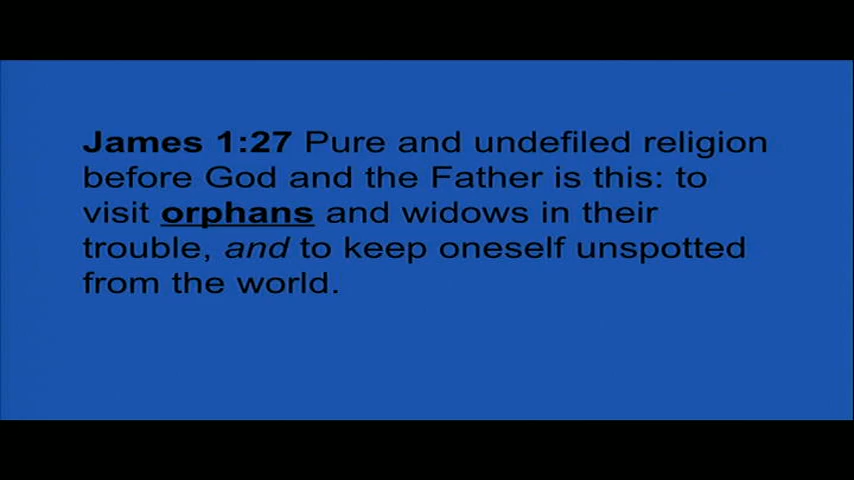 James 1:27 Pure and undefiled religion
before God and the Father is this: to
visit orphans and widows in their
trouble, and to keep oneself unspotted
from the world.